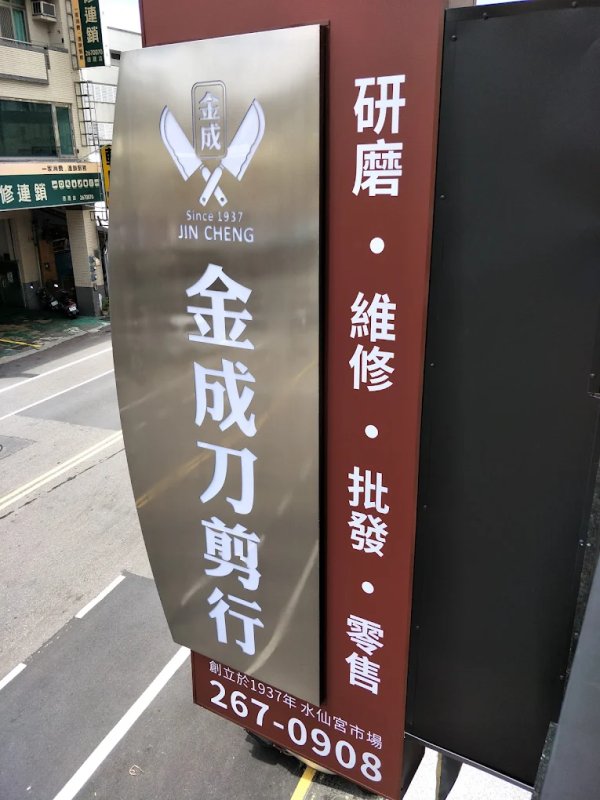 金成
Since 1937
JIN CHENG
金成刀剪行
研磨・維修・批發・零售
創立於1937年 水仙宮市場
267-0908
連鎖
2670070
修連鎖